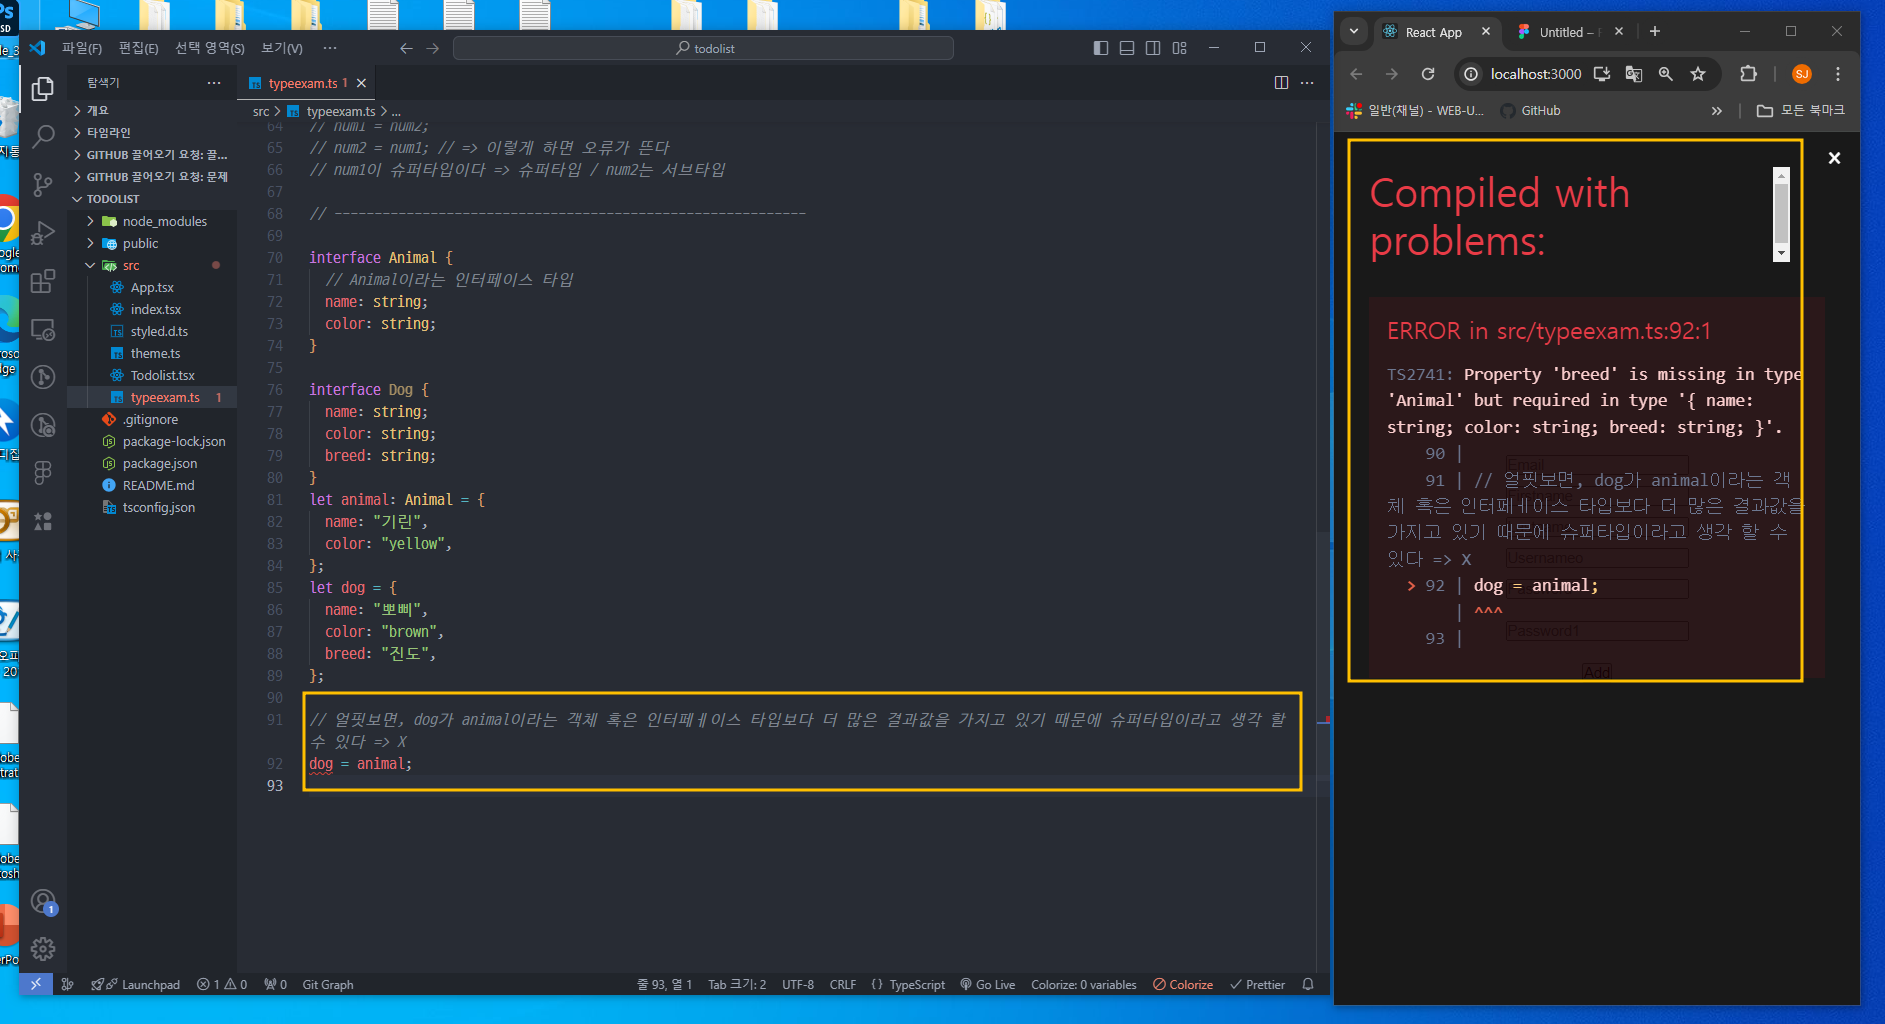 파일(F) 편집(E) 선택 영역(S) 보기(V) ··· todolist
탐색기 ···
개요
타임라인
GITHUB 끌어오기 요청: 끌...
GITHUB 끌어오기 요청: 문제
TODOLIST
node_modules
public
src
App.tsx
index.tsx
styled.d.ts
theme.ts
Todolist.tsx
typeexam.ts 1
.gitignore
package-lock.json
package.json
README.md
tsconfig.json
typeexam.ts 1
src > typeexam.ts > ...
64 // num1 = num2;
65 // num2 = num1; // => 이렇게 하면 오류가 뜬다
66 // num1이 슈퍼타입이다 => 슈퍼타입 / num2는 서브타입
67
68 // -----------------------------------------------------------
69
70 interface Animal {
71 // Animal이라는 인터페이스 타입
72 name: string;
73 color: string;
74 }
75
76 interface Dog {
77 name: string;
78 color: string;
79 breed: string;
80 }
81 let animal: Animal = {
82 name: "기린",
83 color: "yellow",
84 };
85 let dog = {
86 name: "뽀삐",
87 color: "brown",
88 breed: "진도",
89 };
90
91 // 얼핏보면, dog가 animal이라는 객체 혹은 인터페ㅔ이스 타입보다 더 많은 결과값을 가지고 있기 때문에 슈퍼타입이라고 생각 할
수 있다 => X
92 dog = animal;
93
1
Launchpad 1 0 0 Git Graph 줄 93, 열 1 Tab 크기: 2 UTF-8 CRLF {} TypeScript Go Live Colorize: 0 variables Colorize Prettier
React App Untitled –
localhost:3000 SJ
일반(채널) - WEB-U... GitHub » 모든 북마크
Compiled with
problems:
ERROR in src/typeexam.ts:92:1
TS2741: Property 'breed' is missing in type
'Animal' but required in type '{ name:
string; color: string; breed: string; }'.
90 |
91 | // 얼핏보면, dog가 animal이라는 객
체 혹은 인터페ㅔ이스 타입보다 더 많은 결과값을
가지고 있기 때문에 슈퍼타입이라고 생각 할 수
있다 => X
> 92 | dog = animal;
| ^^^
93 |
Email
Usernameo
Password1
Add